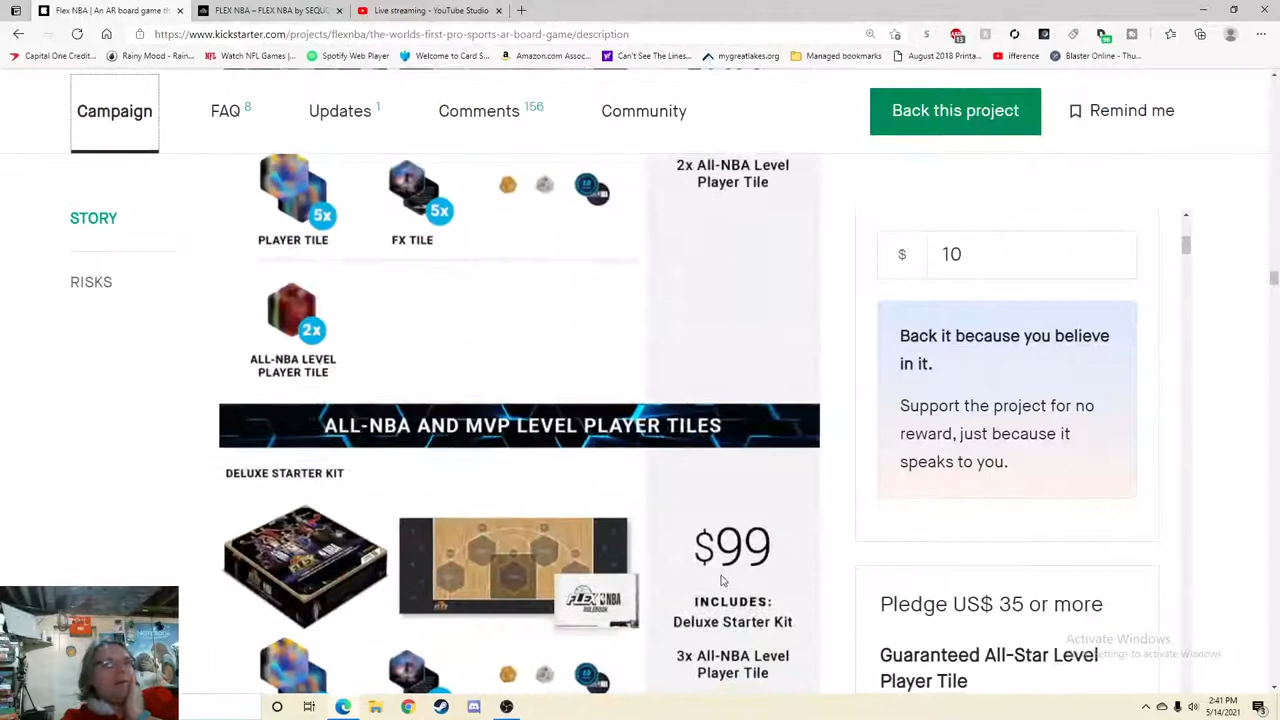 Flex NBA | An AR board game th
FLEX NBA – FLEX NBA by SEQUO
Live streaming - YouTube Studio
https://www.kickstarter.com/projects/flexnba/the-worlds-first-pro-sports-ar-board-game/description
Capital One Credit...
Rainy Mood - Rain...
Watch NFL Games |...
Spotify Web Player
Welcome to Card S...
Amazon.com Assoc...
Can't See The Lines...
mygreatlakes.org
Managed bookmarks
August 2018 Printa...
ifference
Blaster Online - Thu...
Campaign
FAQ 8
Updates 1
Comments 156
Community
Back this project
Remind me
STORY
RISKS
5x
PLAYER TILE
5x
FX TILE
2x All-NBA Level
Player Tile
2x
ALL-NBA LEVEL
PLAYER TILE
ALL-NBA AND MVP LEVEL PLAYER TILES
DELUXE STARTER KIT
FLEX NBA
RULEBOOK
$99
INCLUDES:
Deluxe Starter Kit
3x All-NBA Level
Player Tile
5x
5x
$ 10
Back it because you believe
in it.
Support the project for no
reward, just because it
speaks to you.
Pledge US$ 35 or more
Guaranteed All-Star Level
Player Tile
Activate Windows
ettings to activate Windows.
2:41 PM
5/14/2021